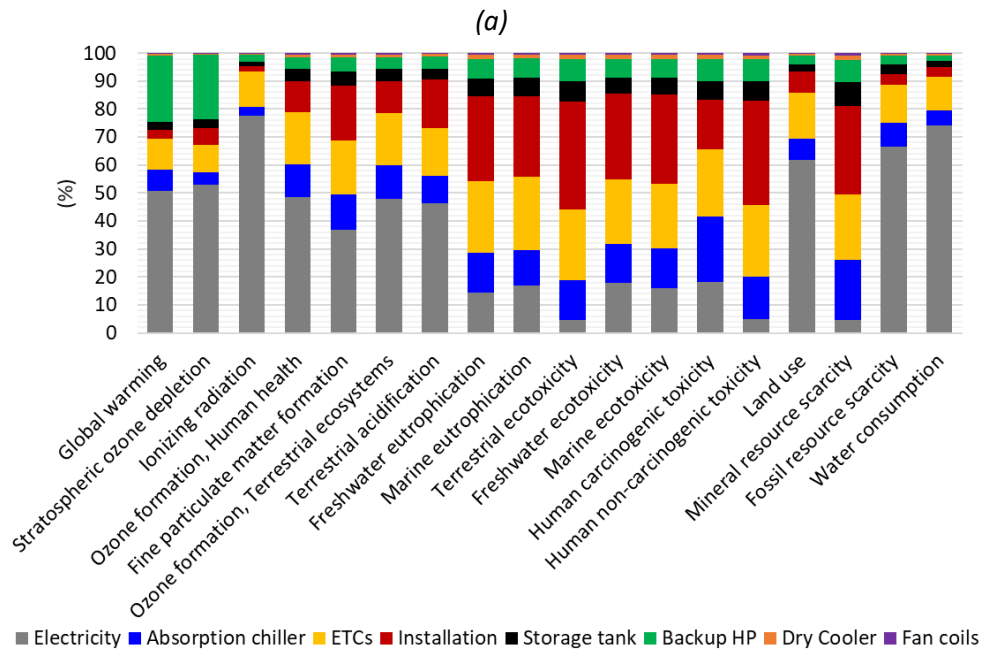 (a)
100
90
80
70
60
50
40
30
20
10
0
(%)
Global warming
Stratospheric ozone depletion
Ionizing radiation
Ozone formation, Human health
Fine particulate matter formation
Ozone formation, Terrestrial ecosystems
Terrestrial acidification
Freshwater eutrophication
Marine eutrophication
Terrestrial ecotoxicity
Freshwater ecotoxicity
Marine ecotoxicity
Human carcinogenic toxicity
Human non-carcinogenic toxicity
Land use
Mineral resource scarcity
Fossil resource scarcity
Water consumption
Electricity Absorption chiller ETCs Installation Storage tank Backup HP Dry Cooler Fan coils